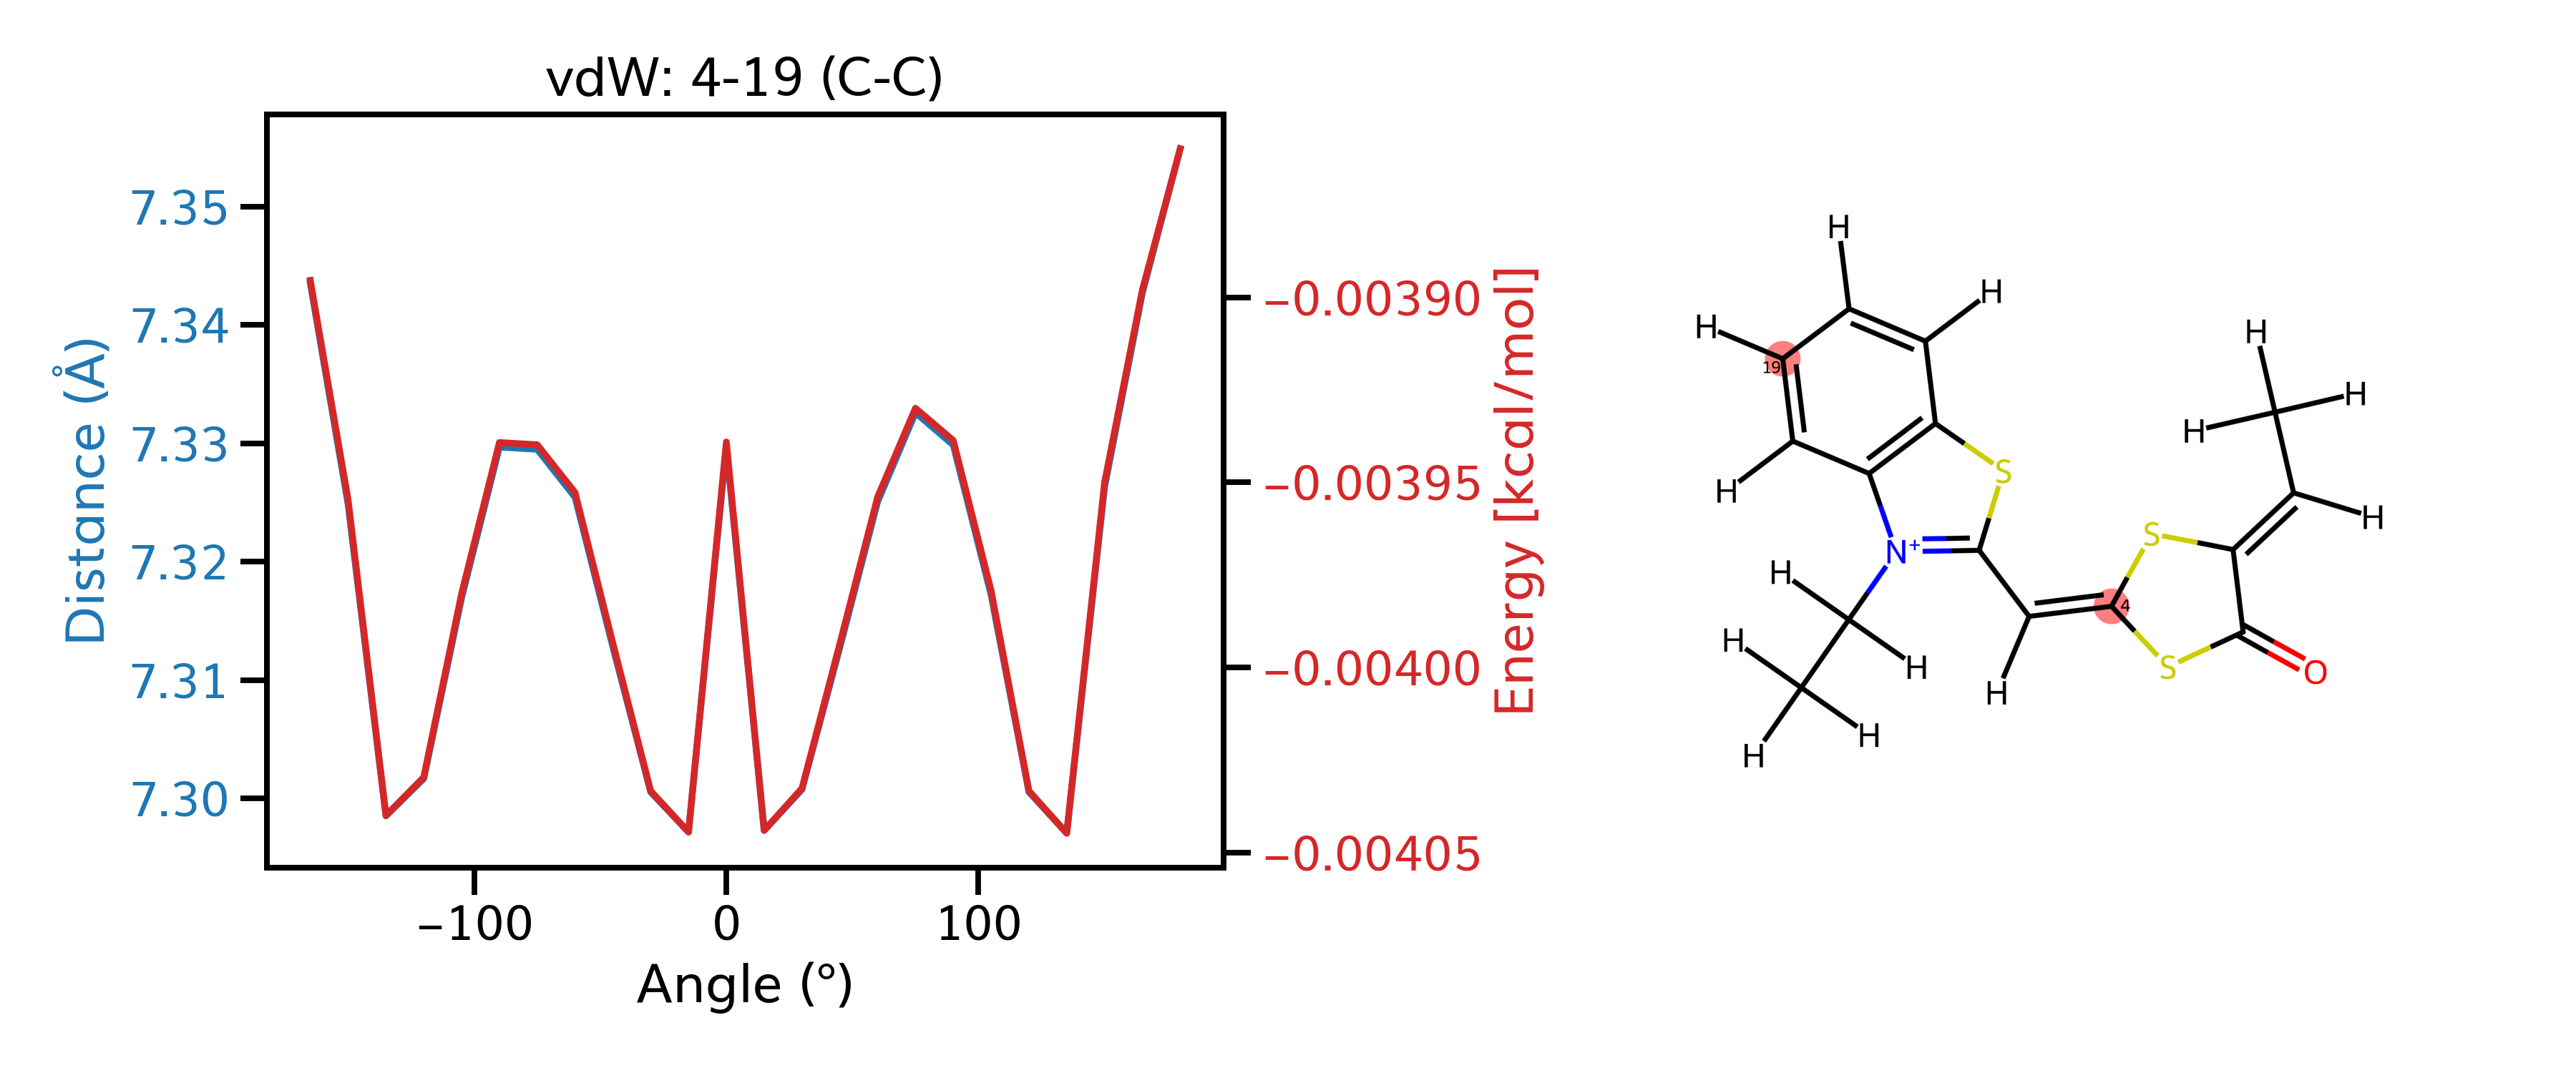 vdW: 4-19 (C-C)
7.35
7.34
7.33
7.32
7.31
7.30
Distance (Å)
−0.00390
−0.00395
−0.00400
−0.00405
Energy [kcal/mol]
−100
0
100
Angle (°)
H
H
H
19
H
H
H
H
S
H
S
N⁺
H
4
H
S
O
H
H
H
H
H